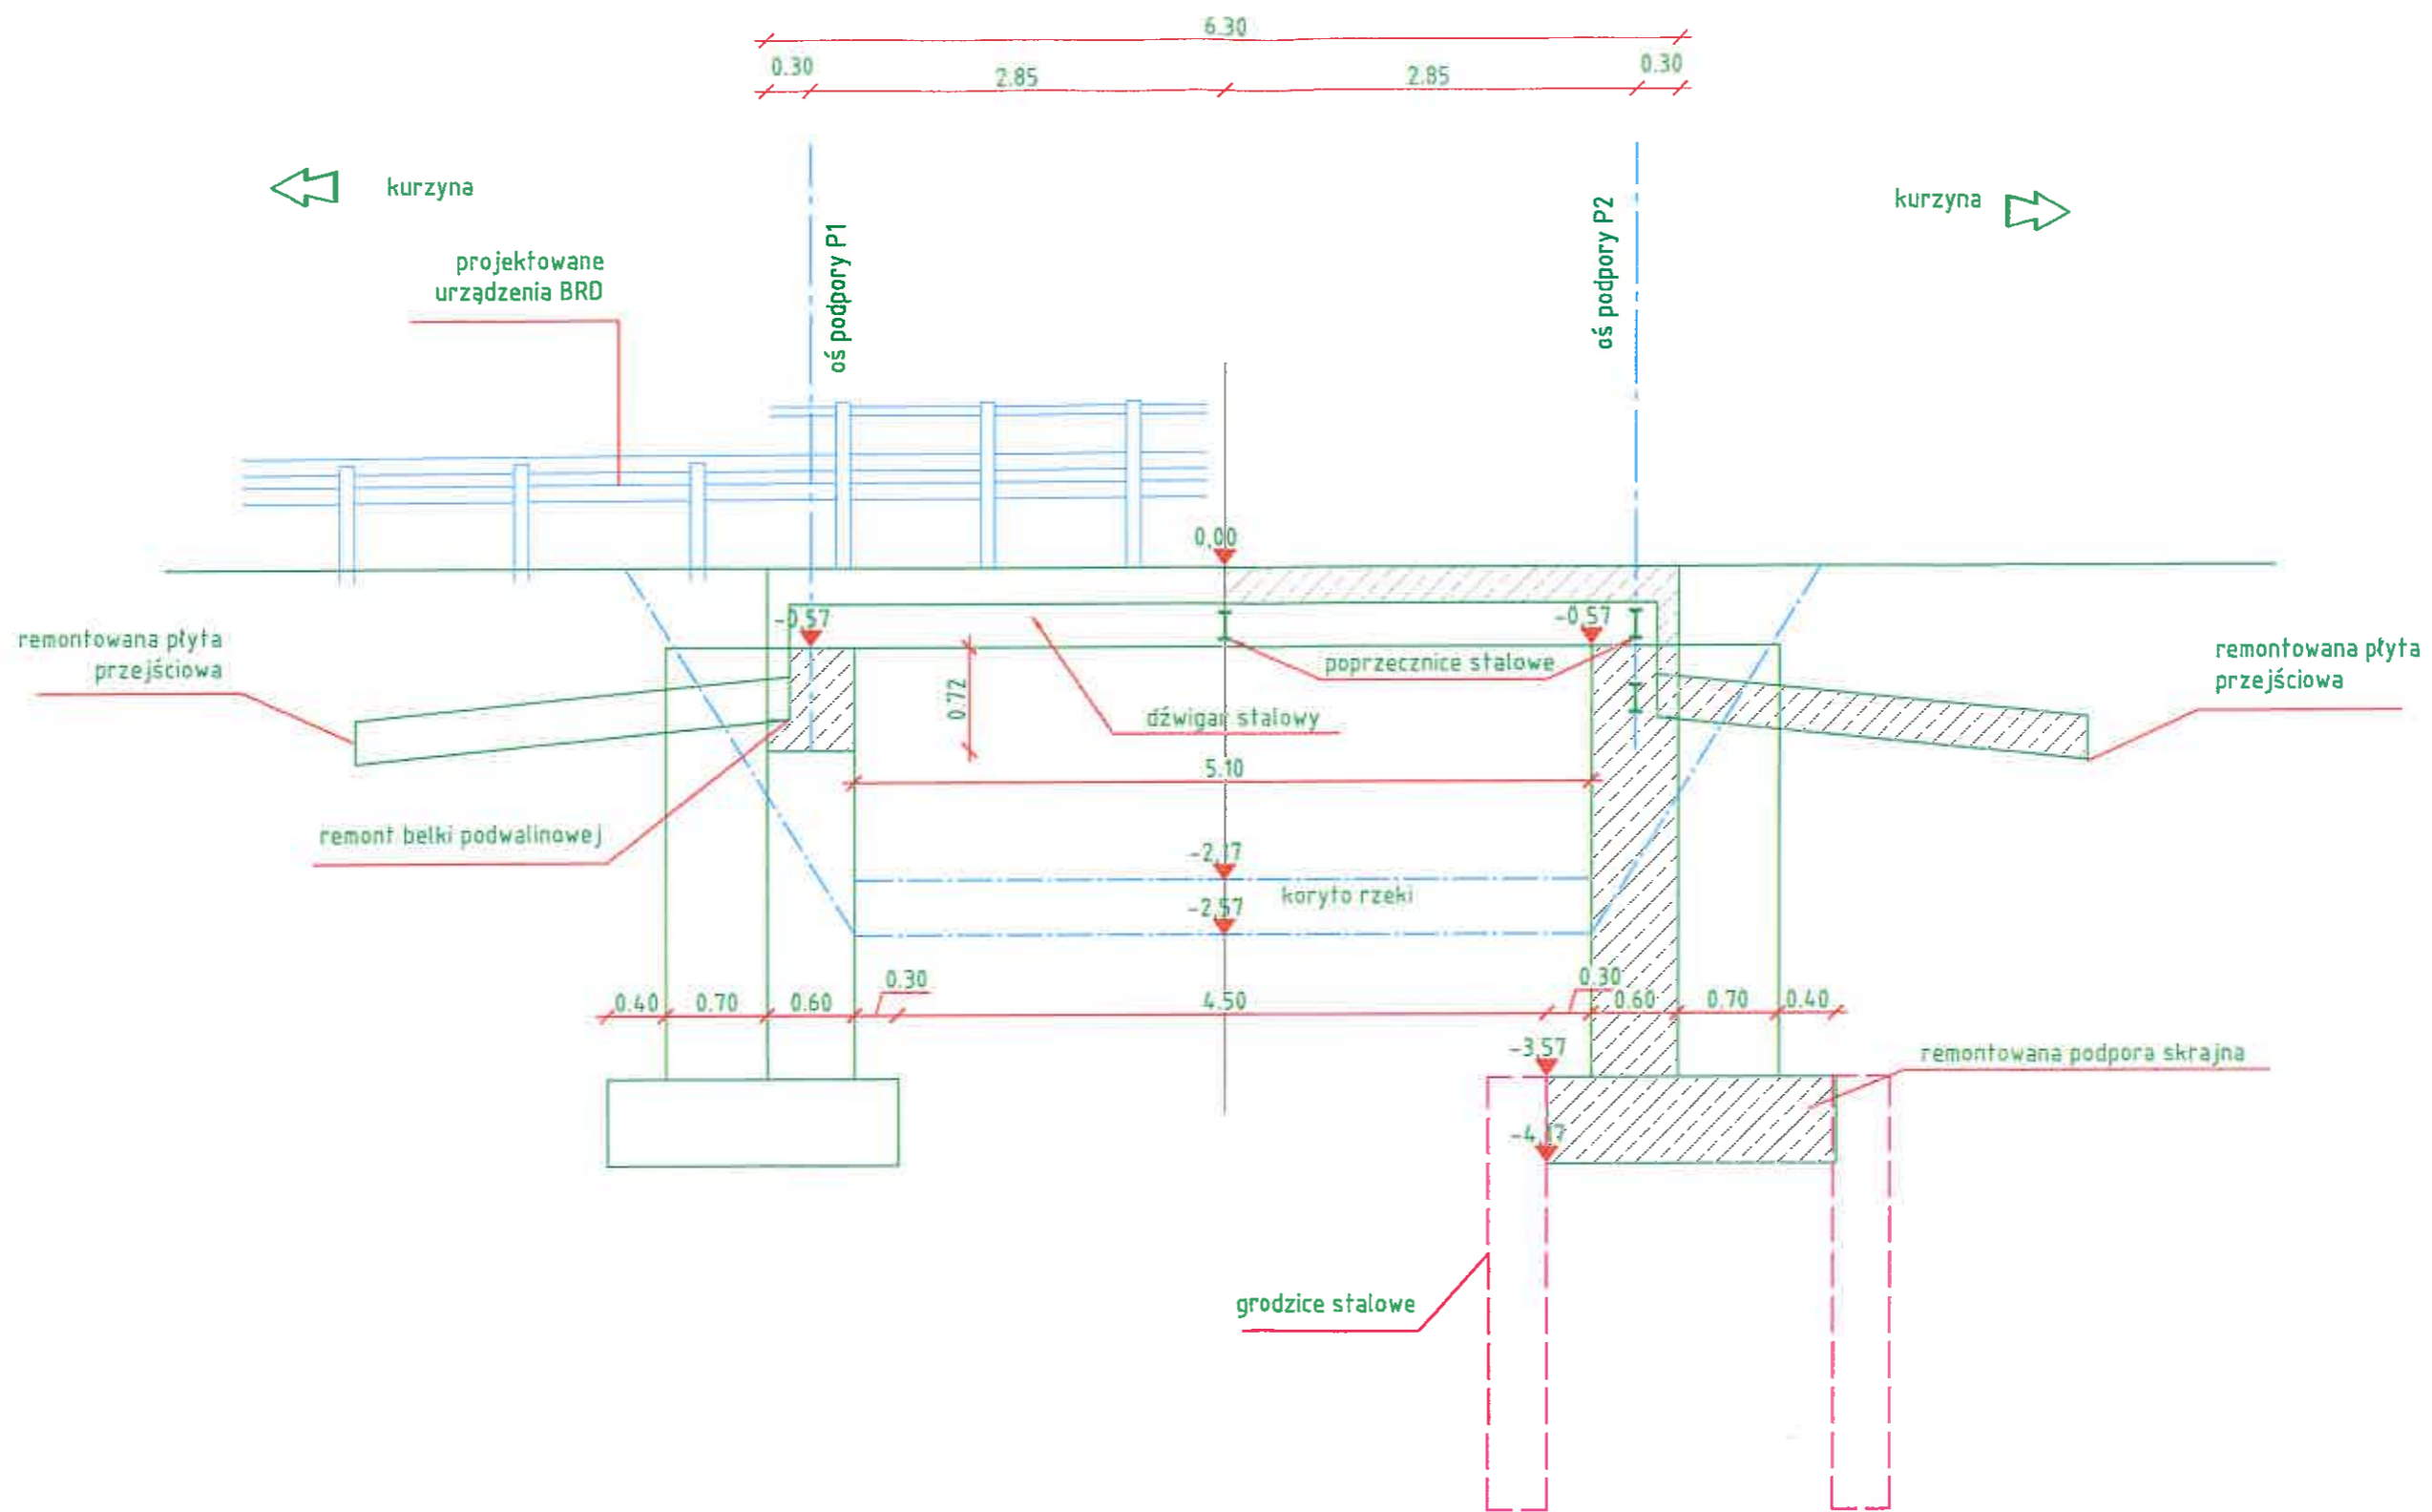 6.30
0.30
2.85
2.85
0.30
kurzyna
kurzyna
oś podpory P1
oś podpory P2
projektowane
urządzenia BRD
0,00
-0,57
-0,57
remontowana płyta
przejściowa
poprzecznice stalowe
remontowana płyta
przejściowa
0.72
dźwigar stalowy
5.10
remont belki podwalinowej
-2,17
koryto rzeki
-2,57
0.40
0.70
0.60
0.30
4.50
0.30
0.60
0.70
0.40
-3,57
remontowana podpora skrajna
-4,17
grodzice stalowe